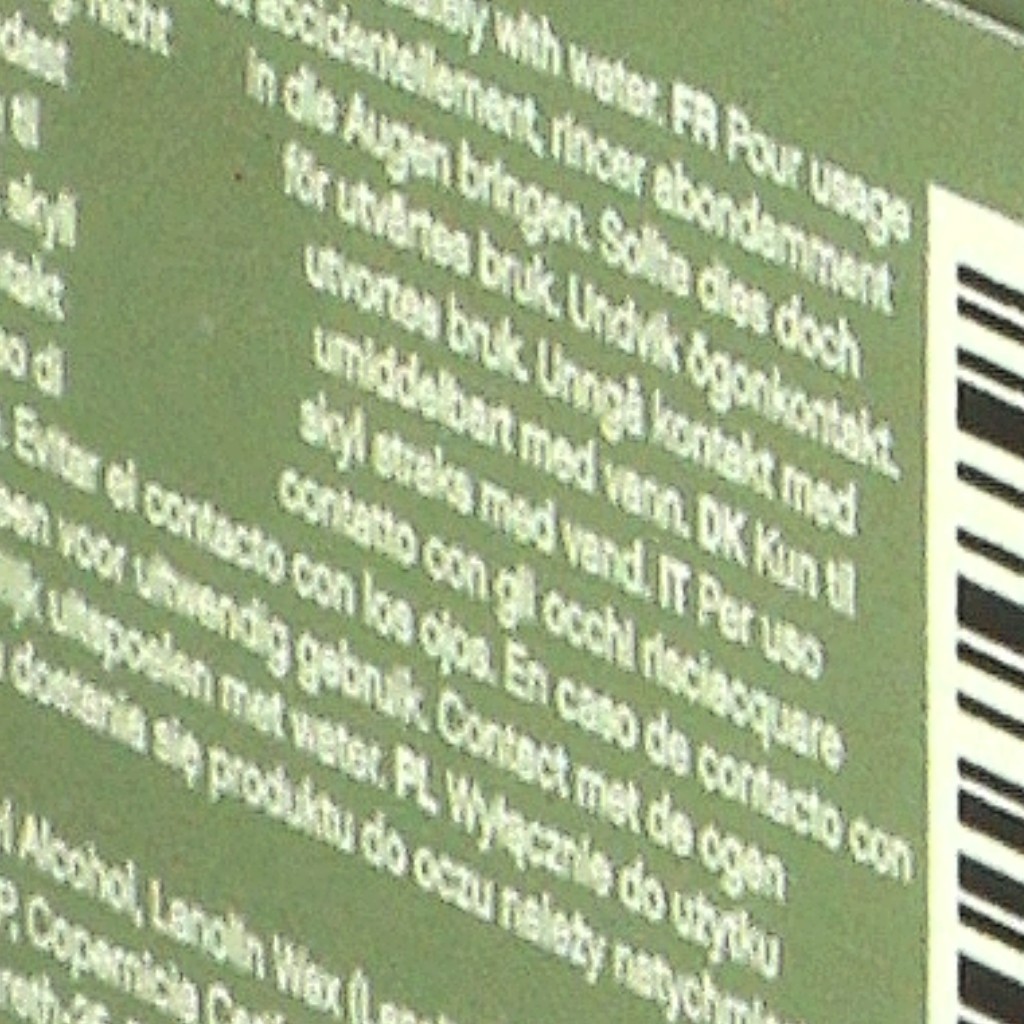 with water. FR Pour usage
nicht accidentellement, rincer abondamment
in die Augen bringen. Sollte dies doch
til för utvärtes bruk. Undvik ögonkontakt.
skyll utvortes bruk. Unngå kontakt med
umiddelbart med vann. DK Kun til
di skyl straks med vand. IT Per uso
contatto con gli occhi risciacquare
Evitar el contacto con los ojos. En caso de contacto con
voor uitwendig gebruik. Contact met de ogen
uitspoelen met water. PL Wyłącznie do użytku
się produktu do oczu należy
Alcohol, Lanolin Wax
Copernicia